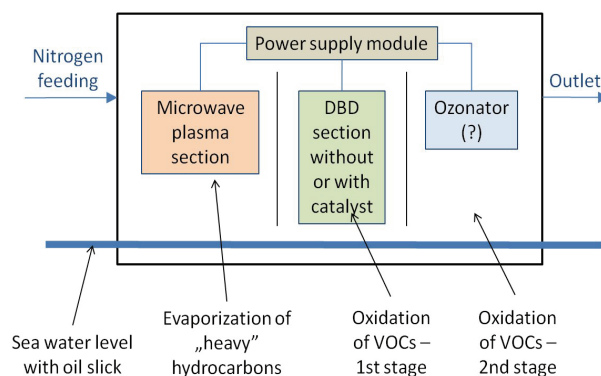 Power supply module
Nitrogen
feeding
Outlet
Microwave
plasma
section
DBD
section
without
or with
catalyst
Ozonator
(?)
Sea water level
with oil slick
Evaporization of
„heavy”
hydrocarbons
Oxidation
of VOCs –
1st stage
Oxidation
of VOCs –
2nd stage